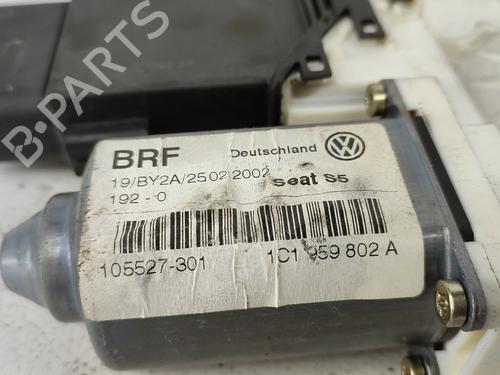 B-PARTS
BRF Deutschland
19/BY2A/25.02.2002 Seat S5
192 - 0
105527-301 1C1 959 802 A